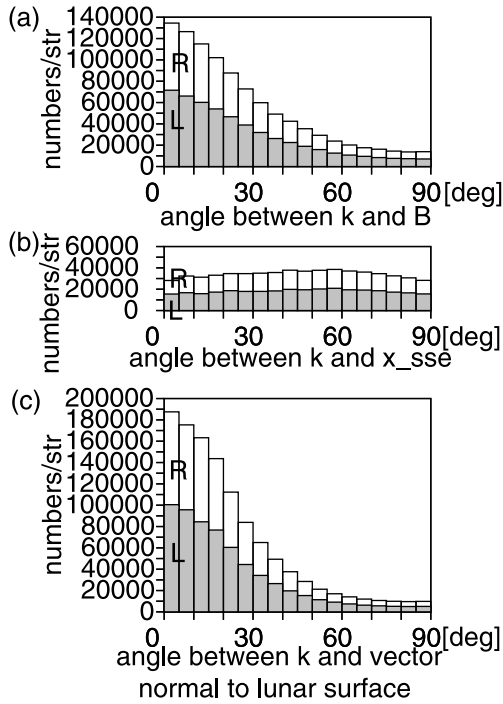 (a)
numbers/str
140000
120000
100000
80000
60000
40000
20000
0
R
L
0 30 60 90 [deg]
angle between k and B
(b)
numbers/str
60000
40000
20000
0
R
L
0 30 60 90 [deg]
angle between k and x_sse
(c)
numbers/str
200000
180000
160000
140000
120000
100000
80000
60000
40000
20000
0
R
L
0 30 60 90 [deg]
angle between k and vector
normal to lunar surface